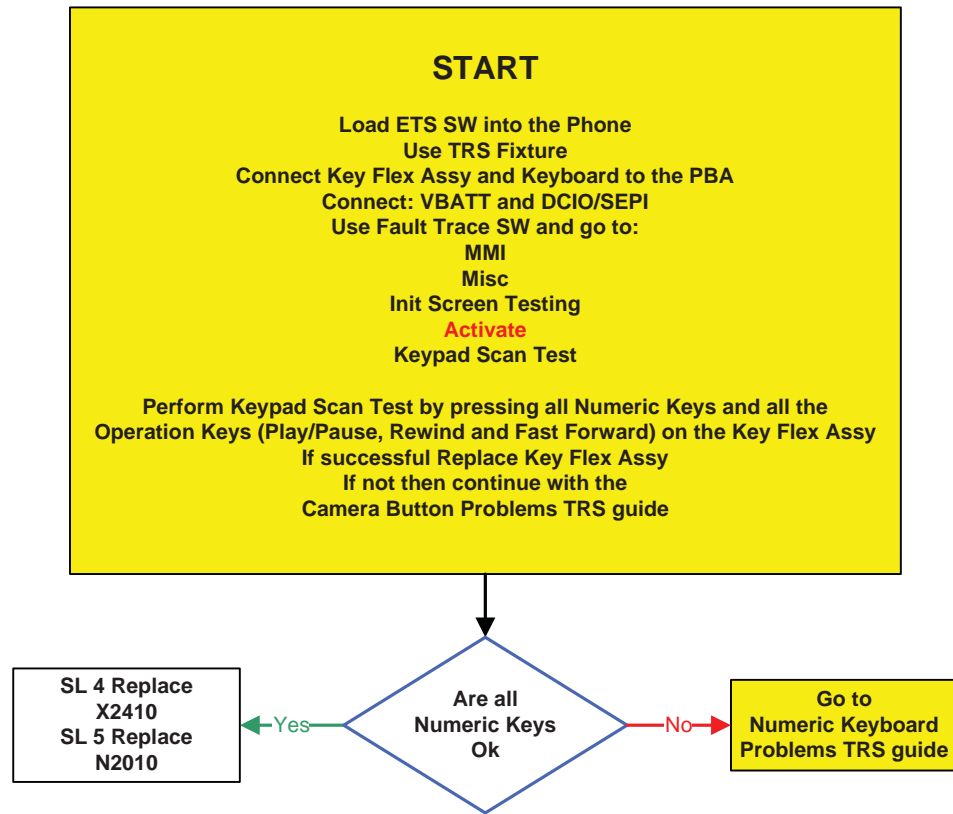 START
Load ETS SW into the Phone
Use TRS Fixture
Connect Key Flex Assy and Keyboard to the PBA
Connect: VBATT and DCIO/SEPI
Use Fault Trace SW and go to:
MMI
Misc
Init Screen Testing
Activate
Keypad Scan Test
Perform Keypad Scan Test by pressing all Numeric Keys and all the
Operation Keys (Play/Pause, Rewind and Fast Forward) on the Key Flex Assy
If successful Replace Key Flex Assy
If not then continue with the
Camera Button Problems TRS guide
SL 4 Replace
X2410
SL 5 Replace
N2010
Yes
Are all
Numeric Keys
Ok
No
Go to
Numeric Keyboard
Problems TRS guide